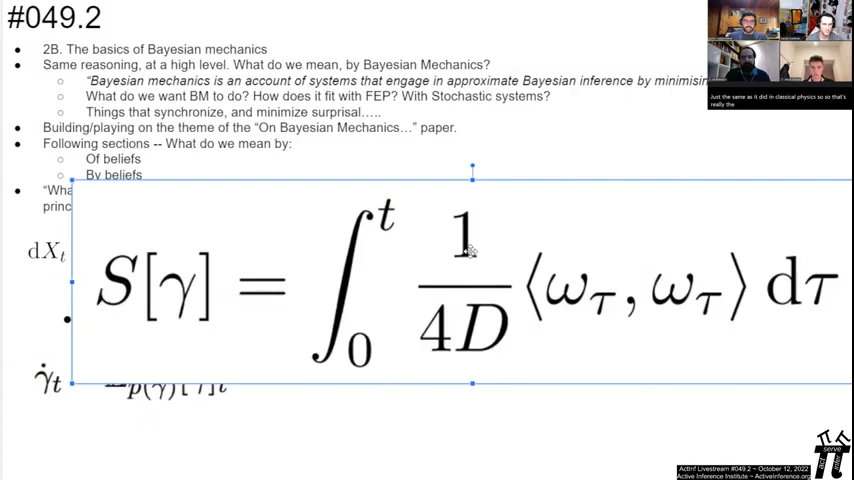 #049.2
● 2B. The basics of Bayesian mechanics
● Same reasoning, at a high level. What do we mean, by Bayesian Mechanics?
○ "Bayesian mechanics is an account of systems that engage in approximate Bayesian inference by minimisin
○ What do we want BM to do? How does it fit with FEP? With Stochastic systems?
○ Things that synchronize, and minimize surprisal…..
● Building/playing on the theme of the "On Bayesian Mechanics…" paper.
● Following sections -- What do we mean by:
○ Of beliefs
○ By beliefs
● "Wha
princ
dX_t
S[γ] = ∫_0^t 1/4D ⟨ω_τ, ω_τ⟩ dτ
●
γ̇_t
Just the same as it did in classical physics so so that's
really the
act
serve
infer
ActInf Livestream #049.2 ~ October 12, 2022
Active Inference Institute ~ ActiveInference.org